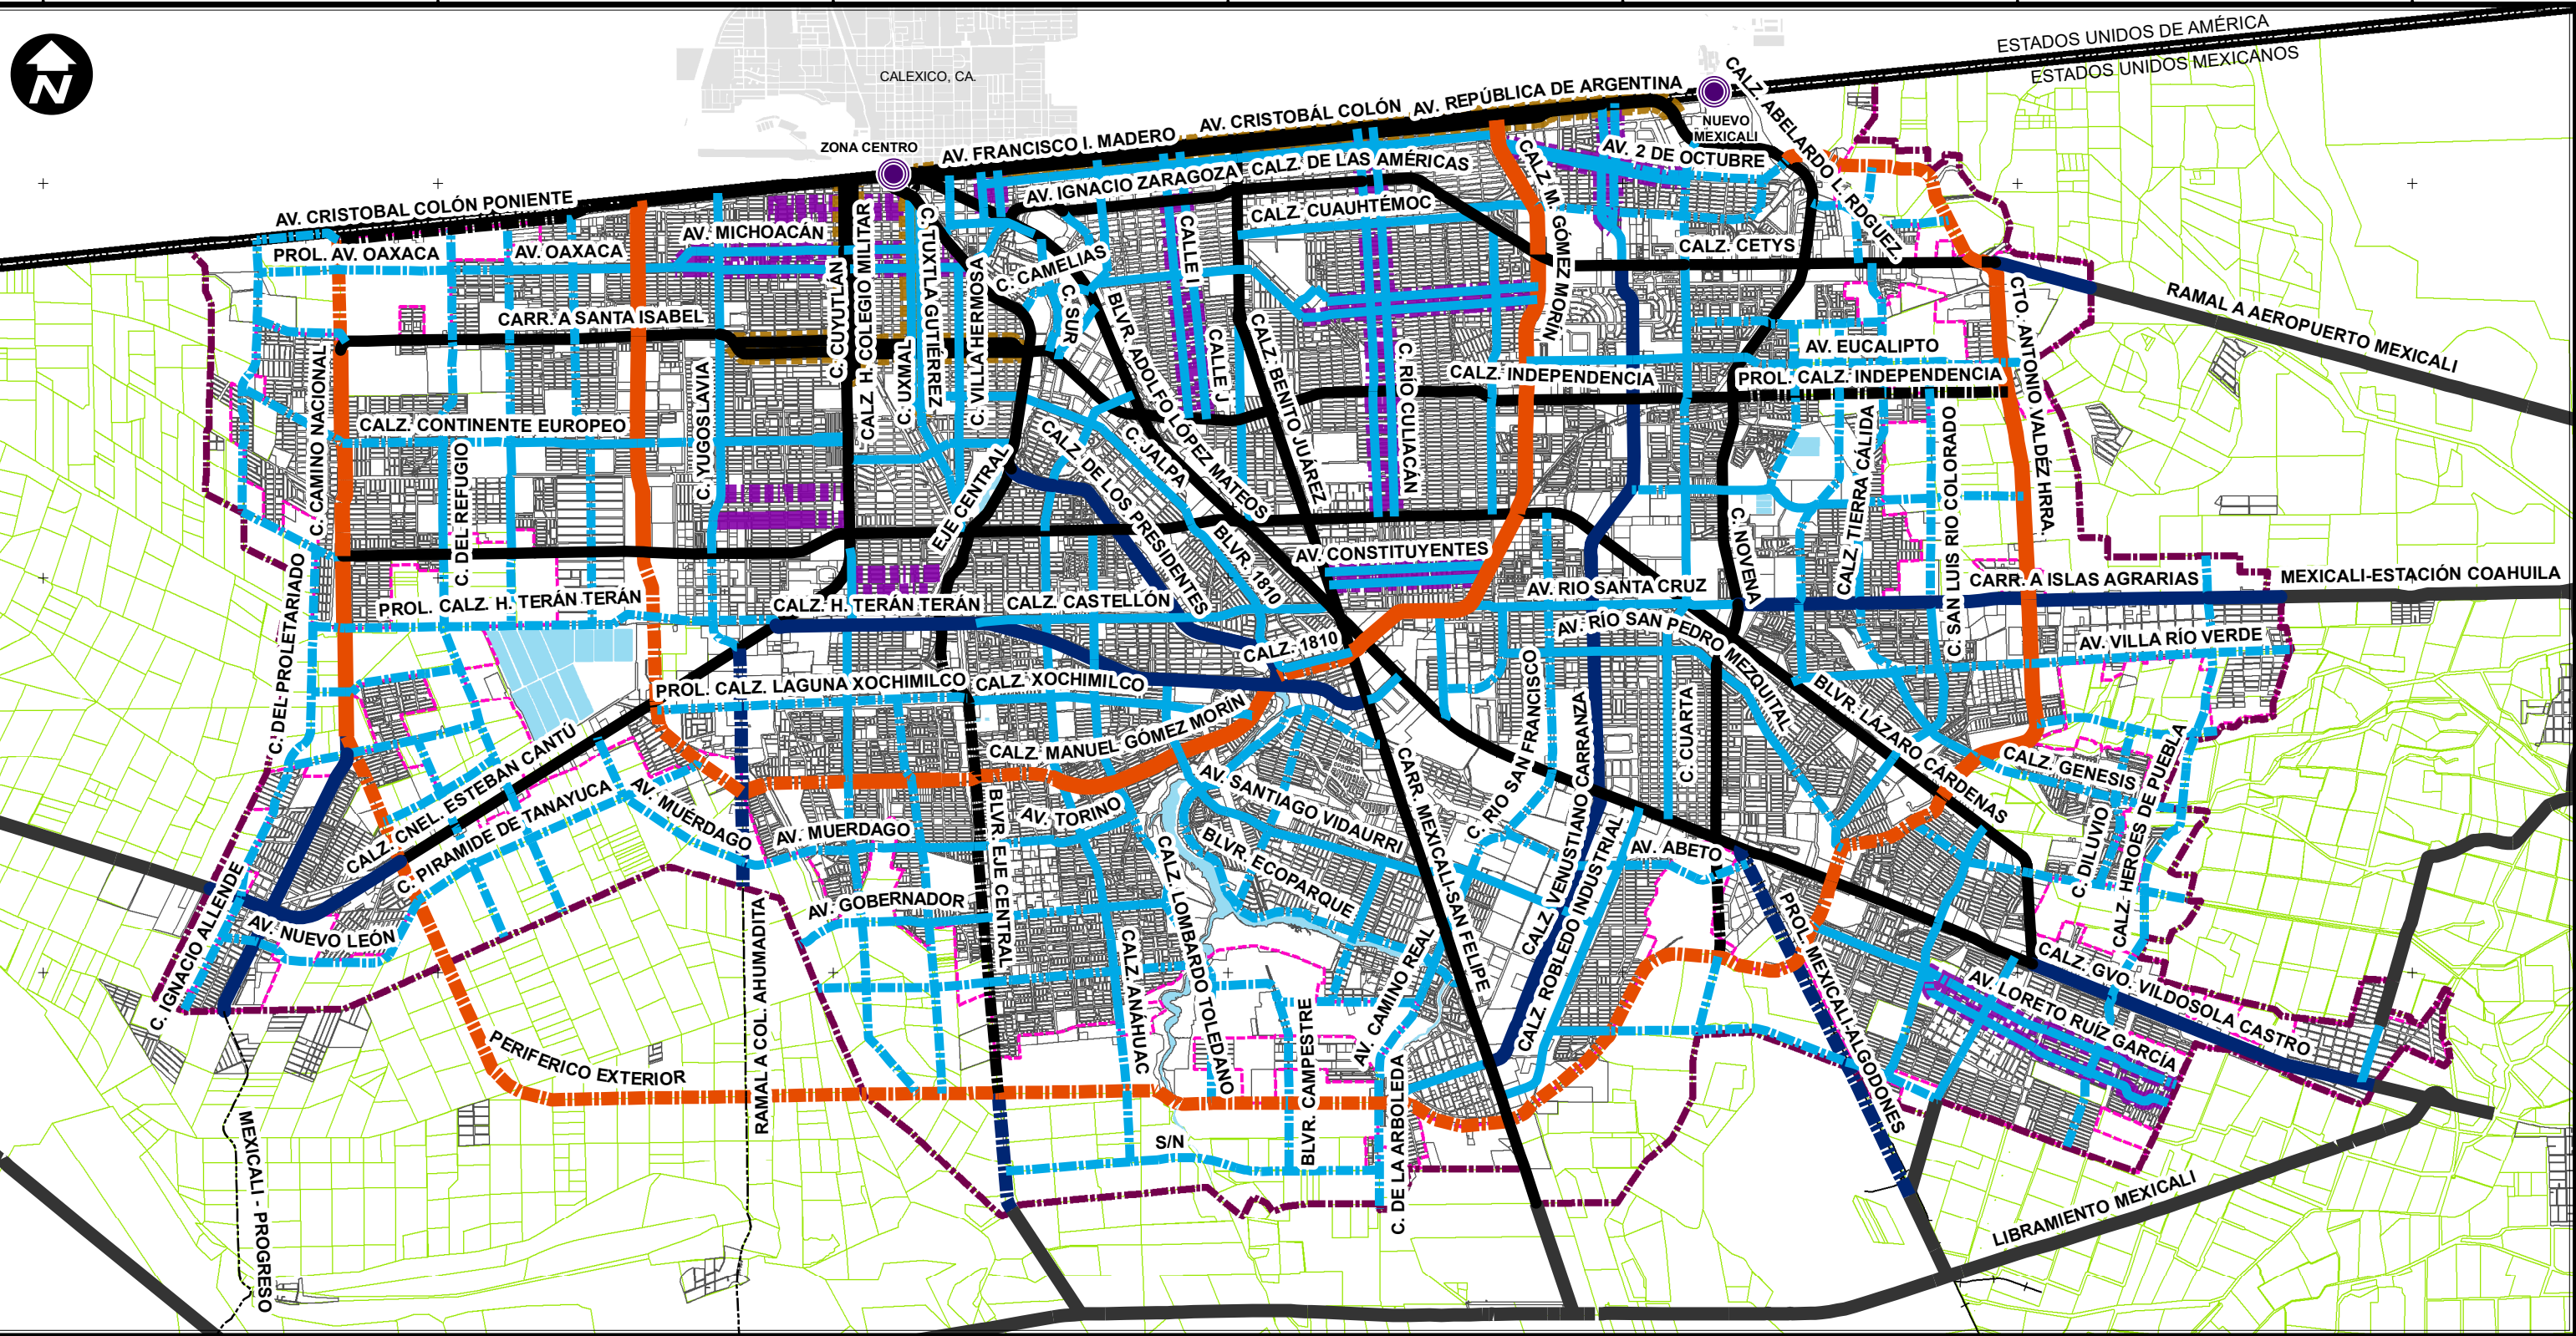 ESTADOS UNIDOS DE AMÉRICA
ESTADOS UNIDOS MEXICANOS
N
CALEXICO, CA.
ZONA CENTRO
NUEVO
MEXICALI
AV. CRISTOBAL COLÓN PONIENTE
AV. FRANCISCO I. MADERO
AV. CRISTOBÁL COLÓN
AV. REPÚBLICA DE ARGENTINA
CALZ. ABELARDO L. RDGUEZ.
AV. 2 DE OCTUBRE
AV. IGNACIO ZARAGOZA
CALZ. DE LAS AMÉRICAS
CALZ. CUAUHTÉMOC
CALZ. M. GÓMEZ MORÍN
CALZ. CETYS
PROL. AV. OAXACA
AV. OAXACA
AV. MICHOACÁN
C. CUYUTLÁN
CALZ. H. COLEGIO MILITAR
C. TUXTLA GUTIÉRREZ
C. UXMAL
C. VILLAHERMOSA
C. CAMELIAS
C. SUR
CALLE I
CALLE J
BLVR. ADOLFO LÓPEZ MATEOS
CALZ. BENITO JUÁREZ
C. RÍO CULIACÁN
CARR. A SANTA ISABEL
RAMAL A AEROPUERTO MEXICALI
CTO. ANTONIO VALDÉZ HRRA.
AV. EUCALIPTO
CALZ. INDEPENDENCIA
PROL. CALZ. INDEPENDENCIA
C. CAMINO NACIONAL
CALZ. CONTINENTE EUROPEO
C. DEL REFUGIO
C. YUGOSLAVIA
EJE CENTRAL
CALZ. DE LOS PRESIDENTES
C. JALPA
BLVR. 1810
CALZ. 1810
AV. CONSTITUYENTES
C. NOVENA
CALZ. TIERRA CÁLIDA
C. SAN LUIS RIO COLORADO
CARR. A ISLAS AGRARIAS
MEXICALI-ESTACIÓN COAHUILA
AV. RIO SANTA CRUZ
AV. RÍO SAN PEDRO MEZQUITAL
AV. VILLA RÍO VERDE
C. DEL PROLETARIADO
PROL. CALZ. H. TERÁN TERÁN
CALZ. H. TERÁN TERÁN
CALZ. CASTELLÓN
PROL. CALZ. LAGUNA XOCHIMILCO
CALZ. XOCHIMILCO
CALZ. MANUEL GÓMEZ MORIN
CALZ. CNEL. ESTEBAN CANTÚ
C. PIRAMIDE DE TANAYUCA
AV. MUERDAGO
AV. MUERDAGO
AV. TORINO
AV. SANTIAGO VIDAURRI
BLVR. ECOPARQUE
CARR. MEXICALI-SAN FELIPE
C. RIO SAN FRANCISCO
CALZ. VENUSTIANO CARRANZA
CALZ. ROBLEDO INDUSTRIAL
C. CUARTA
AV. ABETO
BLVR. LÁZARO CÁRDENAS
CALZ. GENESIS
C. DILUVIO
CALZ. HEROES DE PUEBLA
C. IGNACIO ALLENDE
AV. NUEVO LEÓN
AV. GOBERNADOR
BLVR. EJE CENTRAL
CALZ. ANÁHUAC
CALZ. LOMBARDO TOLEDANO
BLVR. CAMPESTRE
AV. CAMINO REAL
C. DE LA ARBOLEDA
PROL. MEXICALI-ALGODONES
AV. LORETO RUÍZ GARCÍA
CALZ. GVO. VILDOSOLA CASTRO
PERIFERICO EXTERIOR
RAMAL A COL. AHUMADITA
MEXICALI - PROGRESO
S/N
LIBRAMIENTO MEXICALI